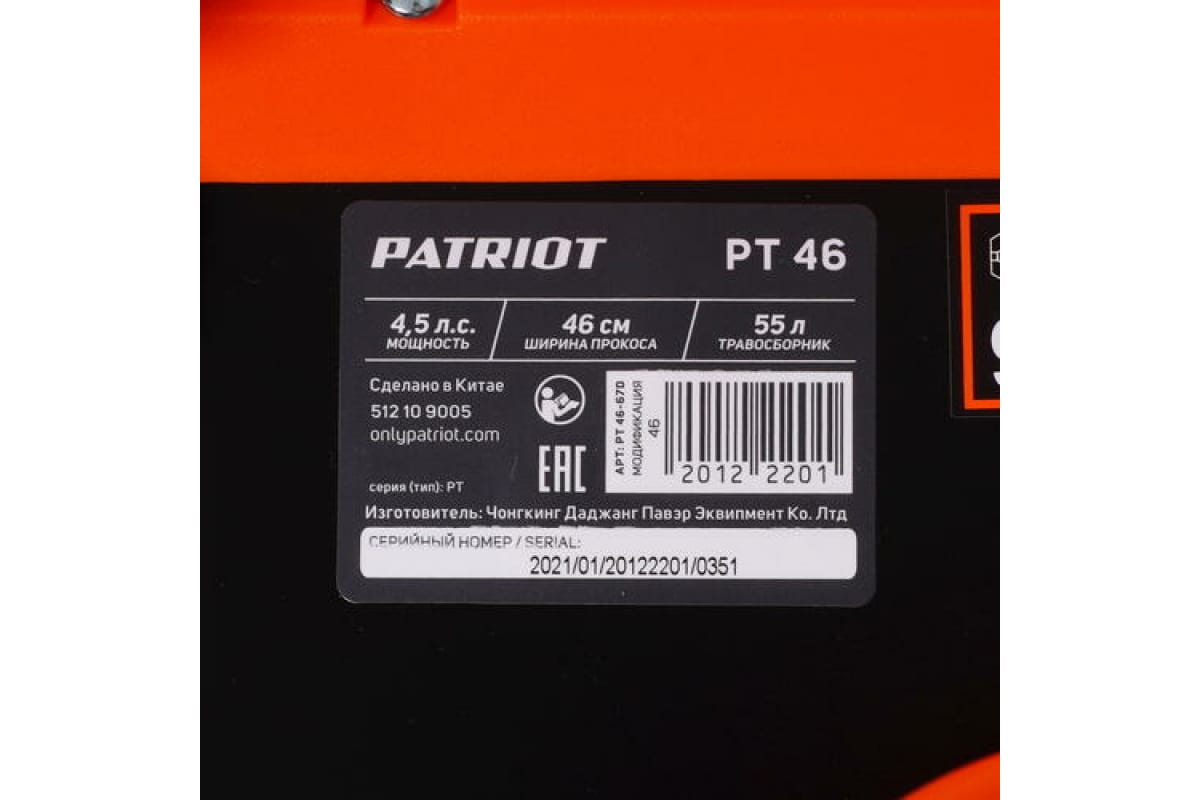 PATRIOT PT 46
4,5 л.с. 46 см 55 л
МОЩНОСТЬ ШИРИНА ПРОКОСА ТРАВОСБОРНИК
Сделано в Китае
512 10 9005
onlypatriot.com
серия (тип): PT
EAC
АРТ: PT 46-670
МОДИФИКАЦИЯ
46
2012 2201
Изготовитель: Чонгкинг Даджанг Павэр Эквипмент Ко. Лтд
СЕРИЙНЫЙ НОМЕР / SERIAL:
2021/01/20122201/0351